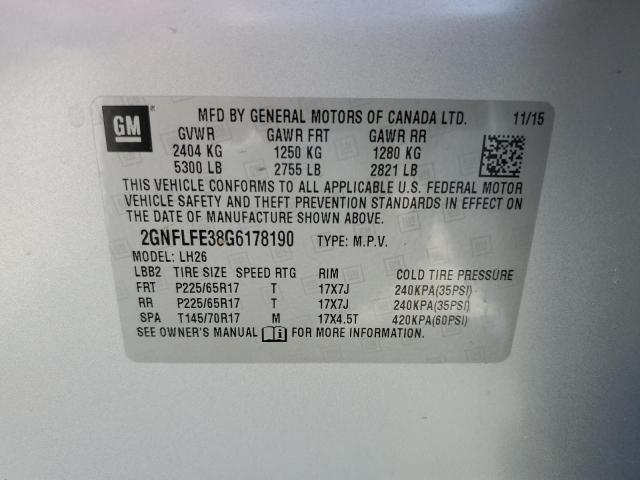 GM
MFD BY GENERAL MOTORS OF CANADA LTD. 11/15
GVWR GAWR FRT GAWR RR
2404 KG 1250 KG 1280 KG
5300 LB 2755 LB 2821 LB
THIS VEHICLE CONFORMS TO ALL APPLICABLE U.S. FEDERAL MOTOR
VEHICLE SAFETY AND THEFT PREVENTION STANDARDS IN EFFECT ON
THE DATE OF MANUFACTURE SHOWN ABOVE.
2GNFLFE38G6178190 TYPE: M.P.V.
MODEL: LH26
LBB2 TIRE SIZE SPEED RTG RIM COLD TIRE PRESSURE
FRT P225/65R17 T 17X7J 240KPA(35PSI)
RR P225/65R17 T 17X7J 240KPA(35PSI)
SPA T145/70R17 M 17X4.5T 420KPA(60PSI)
SEE OWNER'S MANUAL i FOR MORE INFORMATION.